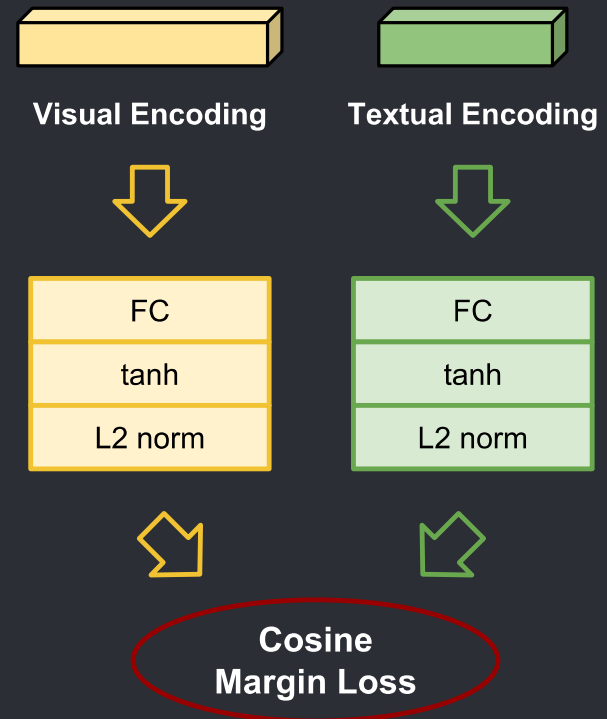 Visual Encoding
Textual Encoding
FC
tanh
L2 norm
FC
tanh
L2 norm
Cosine
Margin Loss